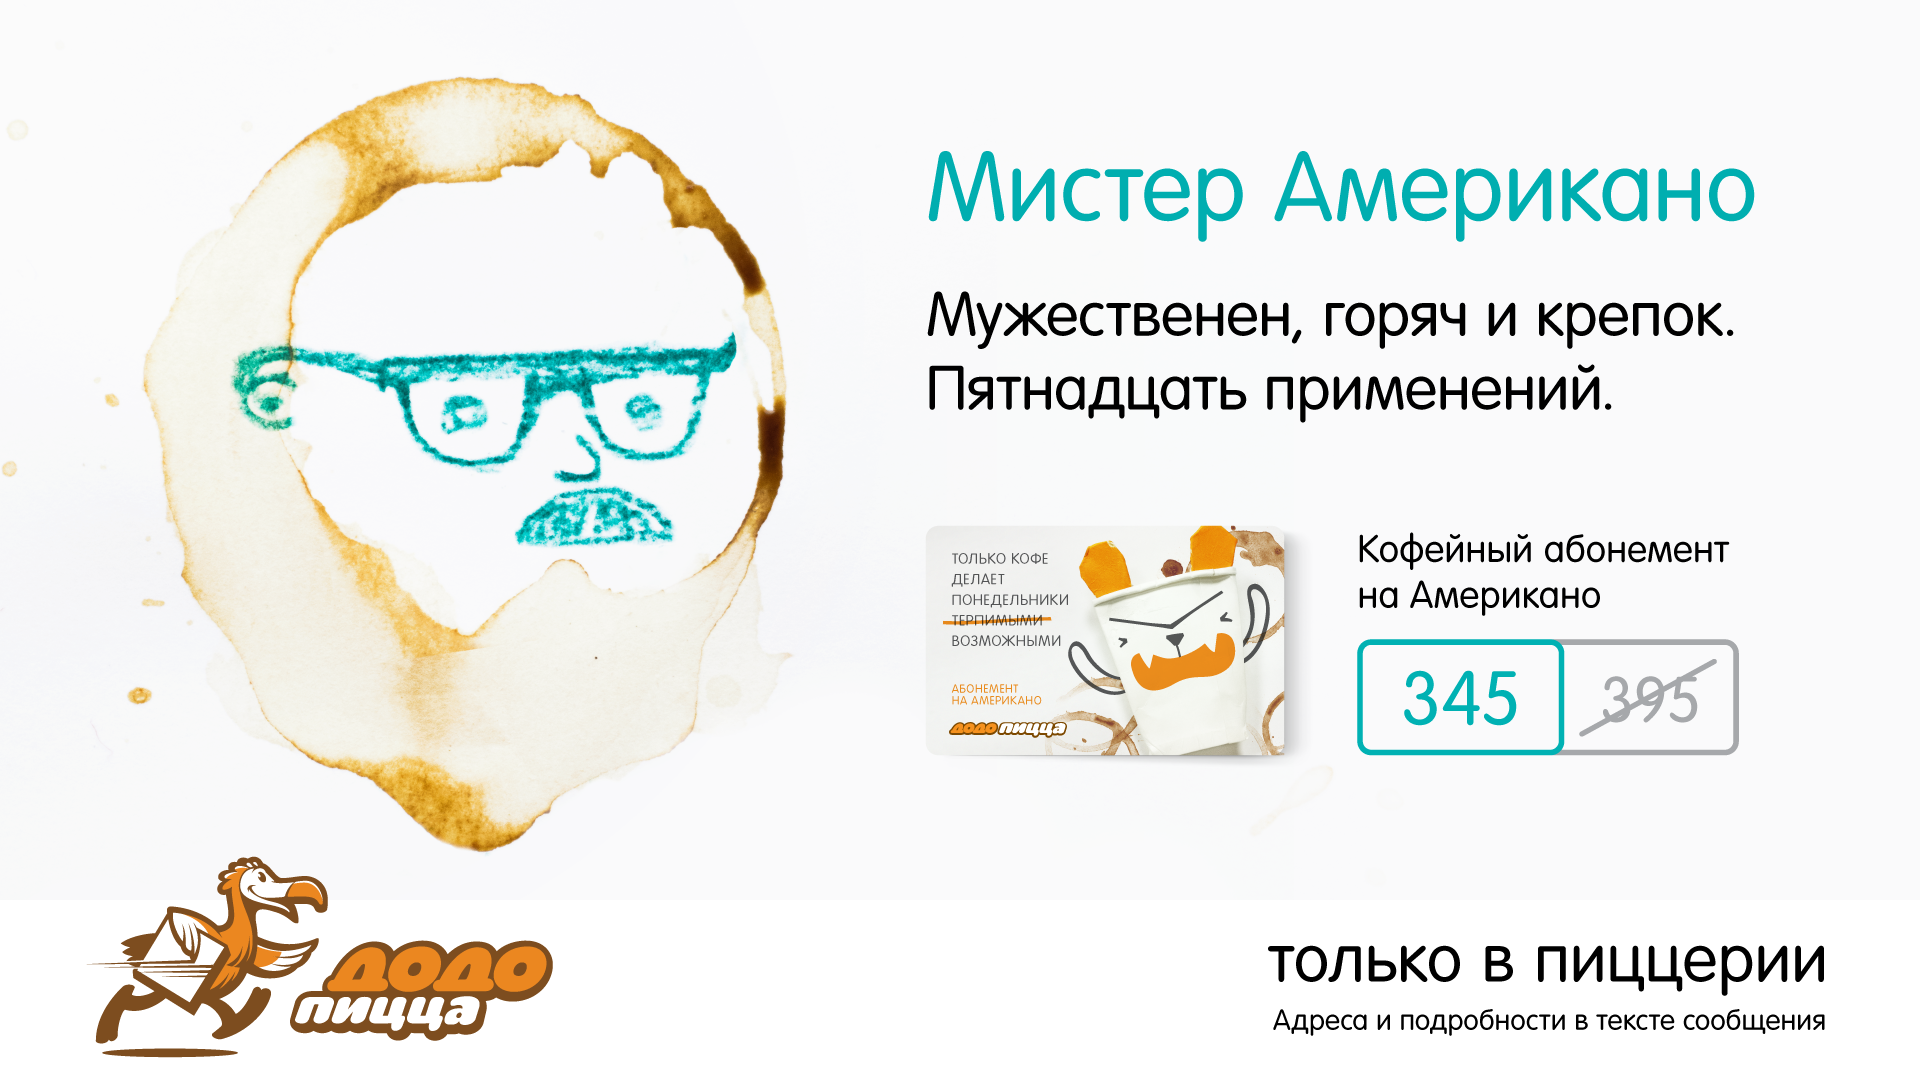 Мистер Американо
Мужественен, горяч и крепок.
Пятнадцать применений.
ТОЛЬКО КОФЕ
ДЕЛАЕТ
ПОНЕДЕЛЬНИКИ
ТЕРПИМЫМИ
ВОЗМОЖНЫМИ
АБОНЕМЕНТ
НА АМЕРИКАНО
ДОДО ПИЦЦА
Кофейный абонемент
на Американо
345 395
ДОДО
ПИЦЦА
только в пиццерии
Адреса и подробности в тексте сообщения